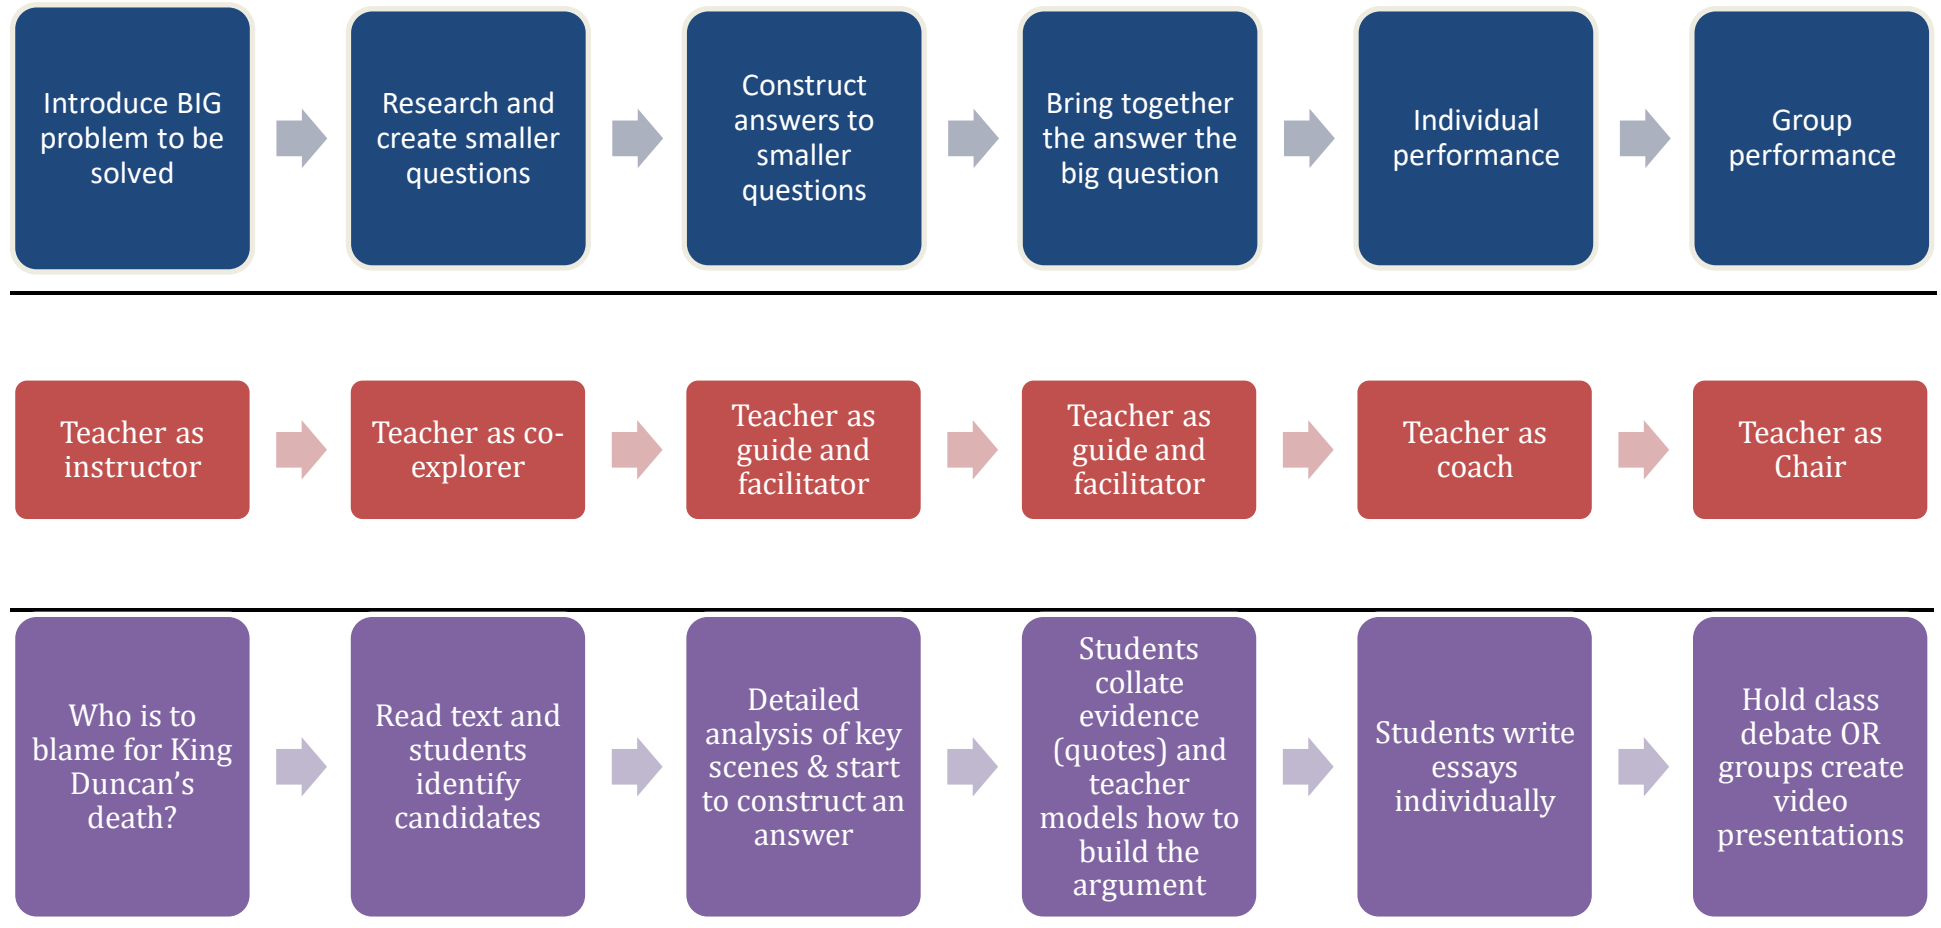 Introduce BIG
problem to be
solved
Research and
create smaller
questions
Construct
answers to
smaller
questions
Bring together
the answer the
big question
Individual
performance
Group
performance
Teacher as
instructor
Teacher as co-
explorer
Teacher as
guide and
facilitator
Teacher as
guide and
facilitator
Teacher as
coach
Teacher as
Chair
Who is to
blame for King
Duncan’s
death?
Read text and
students
identify
candidates
Detailed
analysis of key
scenes & start
to construct an
answer
Students
collate
evidence
(quotes) and
teacher
models how to
build the
argument
Students write
essays
individually
Hold class
debate OR
groups create
video
presentations